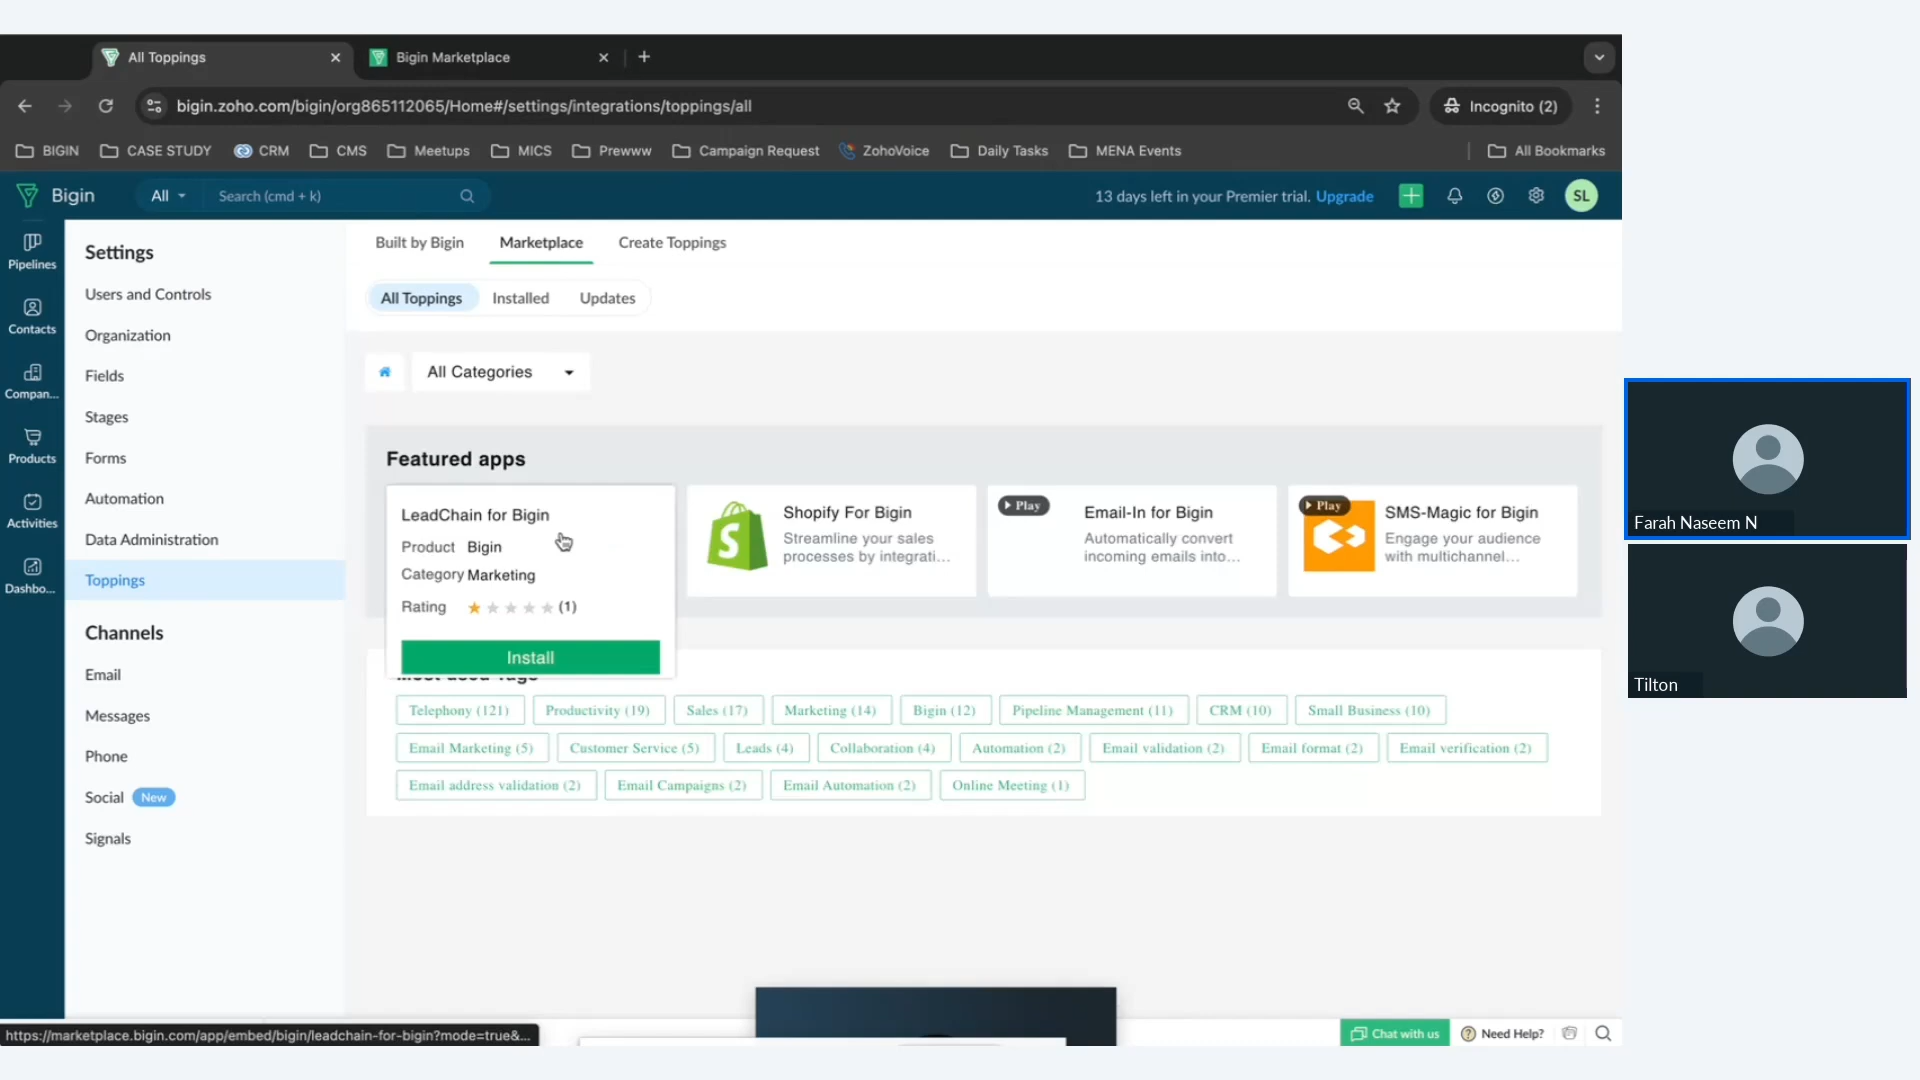 All Toppings
Bigin Marketplace
bigin.zoho.com/bigin/org865112065/Home#/settings/integrations/toppings/all
Incognito (2)
BIGIN
CASE STUDY
CRM
CMS
Meetups
MICS
Prewww
Campaign Request
ZohoVoice
Daily Tasks
MENA Events
All Bookmarks
Bigin
All
Search (cmd + k)
13 days left in your Premier trial. Upgrade
SL
Pipelines
Contacts
Compan...
Products
Activities
Dashbo...
Settings
Users and Controls
Organization
Fields
Stages
Forms
Automation
Data Administration
Toppings
Channels
Email
Messages
Phone
Social New
Signals
Built by Bigin
Marketplace
Create Toppings
All Toppings
Installed
Updates
All Categories
Featured apps
LeadChain for Bigin
Product Bigin
Category Marketing
Rating (1)
Install
Shopify For Bigin
Streamline your sales
processes by integrati...
Play
Email-In for Bigin
Automatically convert
incoming emails into...
Play
SMS-Magic for Bigin
Engage your audience
with multichannel...
Most used Tags
Telephony (121)
Productivity (19)
Sales (17)
Marketing (14)
Bigin (12)
Pipeline Management (11)
CRM (10)
Small Business (10)
Email Marketing (5)
Customer Service (5)
Leads (4)
Collaboration (4)
Automation (2)
Email validation (2)
Email format (2)
Email verification (2)
Email address validation (2)
Email Campaigns (2)
Email Automation (2)
Online Meeting (1)
https://marketplace.bigin.com/app/embed/bigin/leadchain-for-bigin?mode=true&...
Chat with us
Need Help?
Farah Naseem N
Tilton